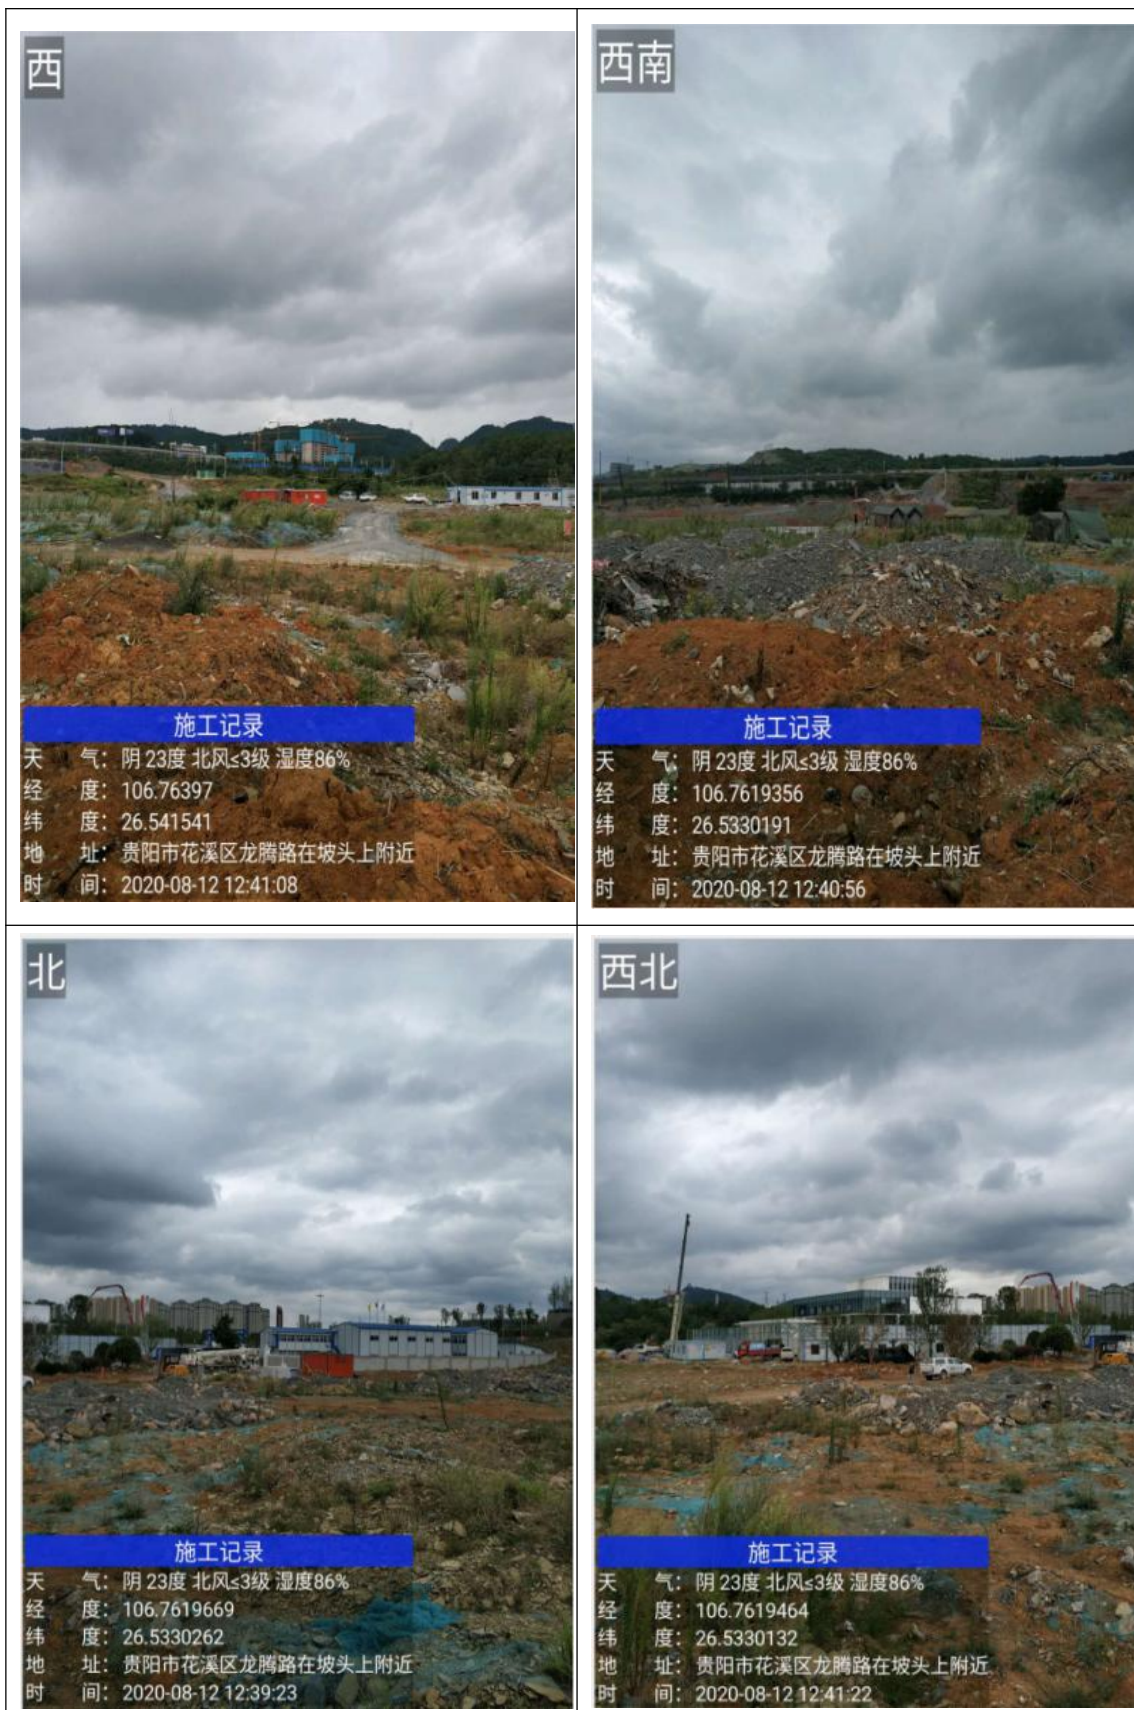 西
施工记录
天 气：阴 23度 北风≤3级 湿度86%
经 度：106.76397
纬 度：26.541541
地 址：贵阳市花溪区龙腾路在坡头上附近
时 间：2020-08-12 12:41:08
西南
施工记录
天 气：阴 23度 北风≤3级 湿度86%
经 度：106.7619356
纬 度：26.5330191
地 址：贵阳市花溪区龙腾路在坡头上附近
时 间：2020-08-12 12:40:56
北
施工记录
天 气：阴 23度 北风≤3级 湿度86%
经 度：106.7619669
纬 度：26.5330262
地 址：贵阳市花溪区龙腾路在坡头上附近
时 间：2020-08-12 12:39:23
西北
施工记录
天 气：阴 23度 北风≤3级 湿度86%
经 度：106.7619464
纬 度：26.5330132
地 址：贵阳市花溪区龙腾路在坡头上附近
时 间：2020-08-12 12:41:22